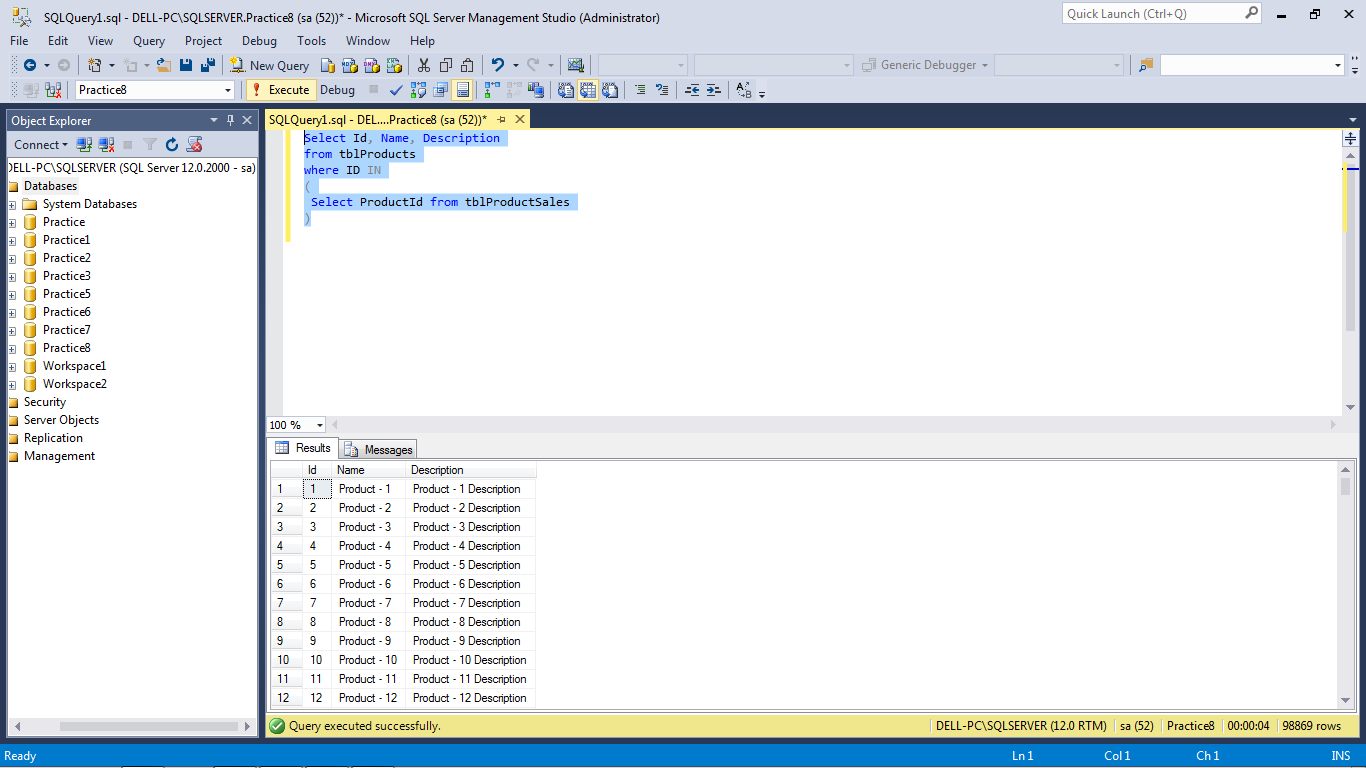 SQLQuery1.sql - DELL-PC\SQLSERVER.Practice8 (sa (52))* - Microsoft SQL Server Management Studio (Administrator)
Quick Launch (Ctrl+Q)
File Edit View Query Project Debug Tools Window Help
New Query
Generic Debugger
Practice8
Execute Debug
Object Explorer
SQLQuery1.sql - DEL....Practice8 (sa (52))*
Connect
DELL-PC\SQLSERVER (SQL Server 12.0.2000 - sa)
Databases
System Databases
Practice
Practice1
Practice2
Practice3
Practice5
Practice6
Practice7
Practice8
Workspace1
Workspace2
Security
Server Objects
Replication
Management
Select Id, Name, Description
from tblProducts
where ID IN
(
Select ProductId from tblProductSales
)
100 %
Results Messages
Id Name Description
1 1 Product - 1 Product - 1 Description
2 2 Product - 2 Product - 2 Description
3 3 Product - 3 Product - 3 Description
4 4 Product - 4 Product - 4 Description
5 5 Product - 5 Product - 5 Description
6 6 Product - 6 Product - 6 Description
7 7 Product - 7 Product - 7 Description
8 8 Product - 8 Product - 8 Description
9 9 Product - 9 Product - 9 Description
10 10 Product - 10 Product - 10 Description
11 11 Product - 11 Product - 11 Description
12 12 Product - 12 Product - 12 Description
Query executed successfully. DELL-PC\SQLSERVER (12.0 RTM) sa (52) Practice8 00:00:04 98869 rows
Ready Ln 1 Col 1 Ch 1 INS